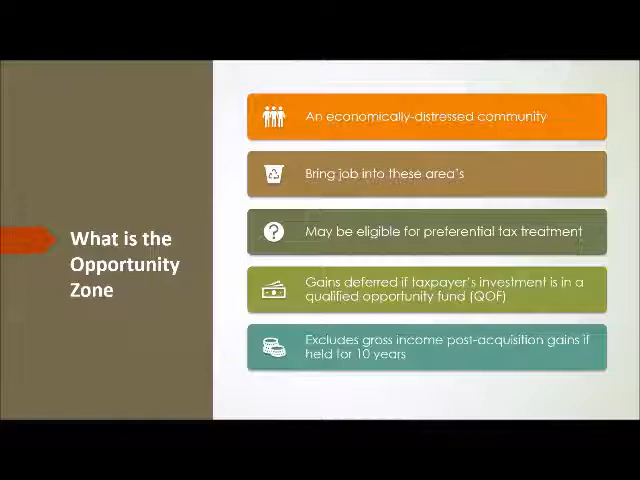 What is the
Opportunity
Zone
An economically-distressed community
Bring job into these area's
May be eligible for preferential tax treatment
Gains deferred if taxpayer's investment is in a
qualified opportunity fund (QOF)
Excludes gross income post-acquisition gains if
held for 10 years